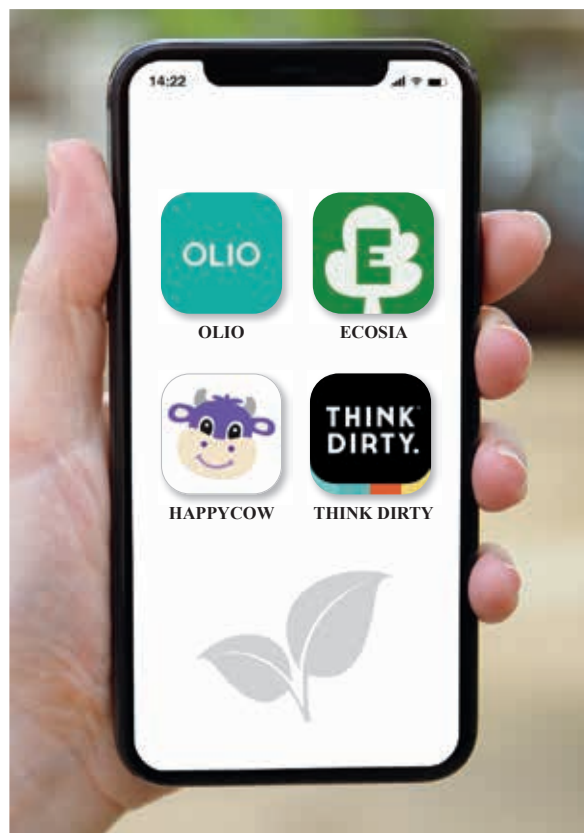 14:22
OLIO
E
OLIO
ECOSIA
THINK
DIRTY.
HAPPYCOW
THINK DIRTY